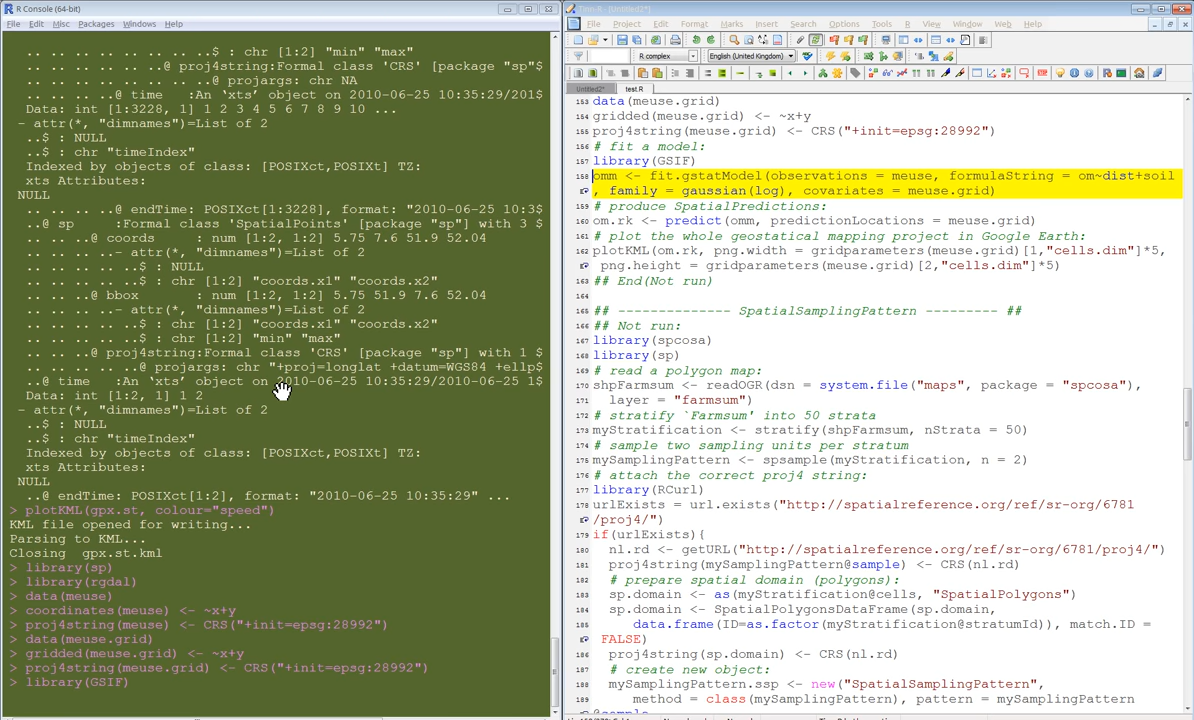 R Console (64-bit)
File Edit Misc Packages Windows Help
.. .. .. .. .. .. .. .. ..$ : chr [1:2] "min" "max"
.. .. .. .. .. .. ..@ proj4string:Formal class 'CRS' [package "sp"$
.. .. .. .. .. .. .. .. ..@ projargs: chr NA
.. .. .. .. ..@ time :An ‘xts’ object on 2010-06-25 10:35:29/201$
Data: int [1:3228, 1] 1 2 3 4 5 6 7 8 9 10 ...
- attr(*, "dimnames")=List of 2
..$ : NULL
..$ : chr "timeIndex"
Indexed by objects of class: [POSIXct,POSIXt] TZ:
xts Attributes:
NULL
.. .. .. .. ..@ endTime: POSIXct[1:3228], format: "2010-06-25 10:3$
..@ sp :Formal class 'SpatialPoints' [package "sp"] with 3 $
.. .. ..@ coords : num [1:2, 1:2] 5.75 7.6 51.9 52.04
.. .. .. ..- attr(*, "dimnames")=List of 2
.. .. .. .. ..$ : NULL
.. .. .. .. ..$ : chr [1:2] "coords.x1" "coords.x2"
.. .. ..@ bbox : num [1:2, 1:2] 5.75 51.9 7.6 52.04
.. .. .. ..- attr(*, "dimnames")=List of 2
.. .. .. .. ..$ : chr [1:2] "coords.x1" "coords.x2"
.. .. .. .. ..$ : chr [1:2] "min" "max"
.. .. ..@ proj4string:Formal class 'CRS' [package "sp"] with 1 $
.. .. .. .. ..@ projargs: chr "+proj=longlat +datum=WGS84 +ellp$
..@ time :An ‘xts’ object on 2010-06-25 10:35:29/2010-06-25 1$
Data: int [1:2, 1] 1 2
- attr(*, "dimnames")=List of 2
..$ : NULL
..$ : chr "timeIndex"
Indexed by objects of class: [POSIXct,POSIXt] TZ:
xts Attributes:
NULL
..@ endTime: POSIXct[1:2], format: "2010-06-25 10:35:29" ...
> plotKML(gpx.st, colour="speed")
KML file opened for writing...
Parsing to KML...
Closing gpx.st.kml
> library(sp)
> library(rgdal)
> data(meuse)
> coordinates(meuse) <- ~x+y
> proj4string(meuse) <- CRS("+init=epsg:28992")
> data(meuse.grid)
> gridded(meuse.grid) <- ~x+y
> proj4string(meuse.grid) <- CRS("+init=epsg:28992")
> library(GSIF)
Tinn-R - [Untitled2*]
File Project Edit Format Marks Insert Search Options Tools R View Window Web Help
R complex English (United Kingdom)
Untitled2* test.R
153 data(meuse.grid)
154 gridded(meuse.grid) <- ~x+y
155 proj4string(meuse.grid) <- CRS("+init=epsg:28992")
156 # fit a model:
157 library(GSIF)
158 omm <- fit.gstatModel(observations = meuse, formulaString = om~dist+soil
, family = gaussian(log), covariates = meuse.grid)
159 # produce SpatialPredictions:
160 om.rk <- predict(omm, predictionLocations = meuse.grid)
161 # plot the whole geostatical mapping project in Google Earth:
162 plotKML(om.rk, png.width = gridparameters(meuse.grid)[1,"cells.dim"]*5,
png.height = gridparameters(meuse.grid)[2,"cells.dim"]*5)
163 ## End(Not run)
164
165 ## -------------- SpatialSamplingPattern --------- ##
166 ## Not run:
167 library(spcosa)
168 library(sp)
169 # read a polygon map:
170 shpFarmsum <- readOGR(dsn = system.file("maps", package = "spcosa"),
171 layer = "farmsum")
172 # stratify `Farmsum' into 50 strata
173 myStratification <- stratify(shpFarmsum, nStrata = 50)
174 # sample two sampling units per stratum
175 mySamplingPattern <- spsample(myStratification, n = 2)
176 # attach the correct proj4 string:
177 library(RCurl)
178 urlExists = url.exists("http://spatialreference.org/ref/sr-org/6781
/proj4/")
179 if(urlExists){
180 nl.rd <- getURL("http://spatialreference.org/ref/sr-org/6781/proj4/")
181 proj4string(mySamplingPattern@sample) <- CRS(nl.rd)
182 # prepare spatial domain (polygons):
183 sp.domain <- as(myStratification@cells, "SpatialPolygons")
184 sp.domain <- SpatialPolygonsDataFrame(sp.domain,
185 data.frame(ID=as.factor(myStratification@stratumId)), match.ID =
FALSE)
186 proj4string(sp.domain) <- CRS(nl.rd)
187 # create new object:
188 mySamplingPattern.ssp <- new("SpatialSamplingPattern",
189 method = class(mySamplingPattern), pattern = mySamplingPattern
@sample,